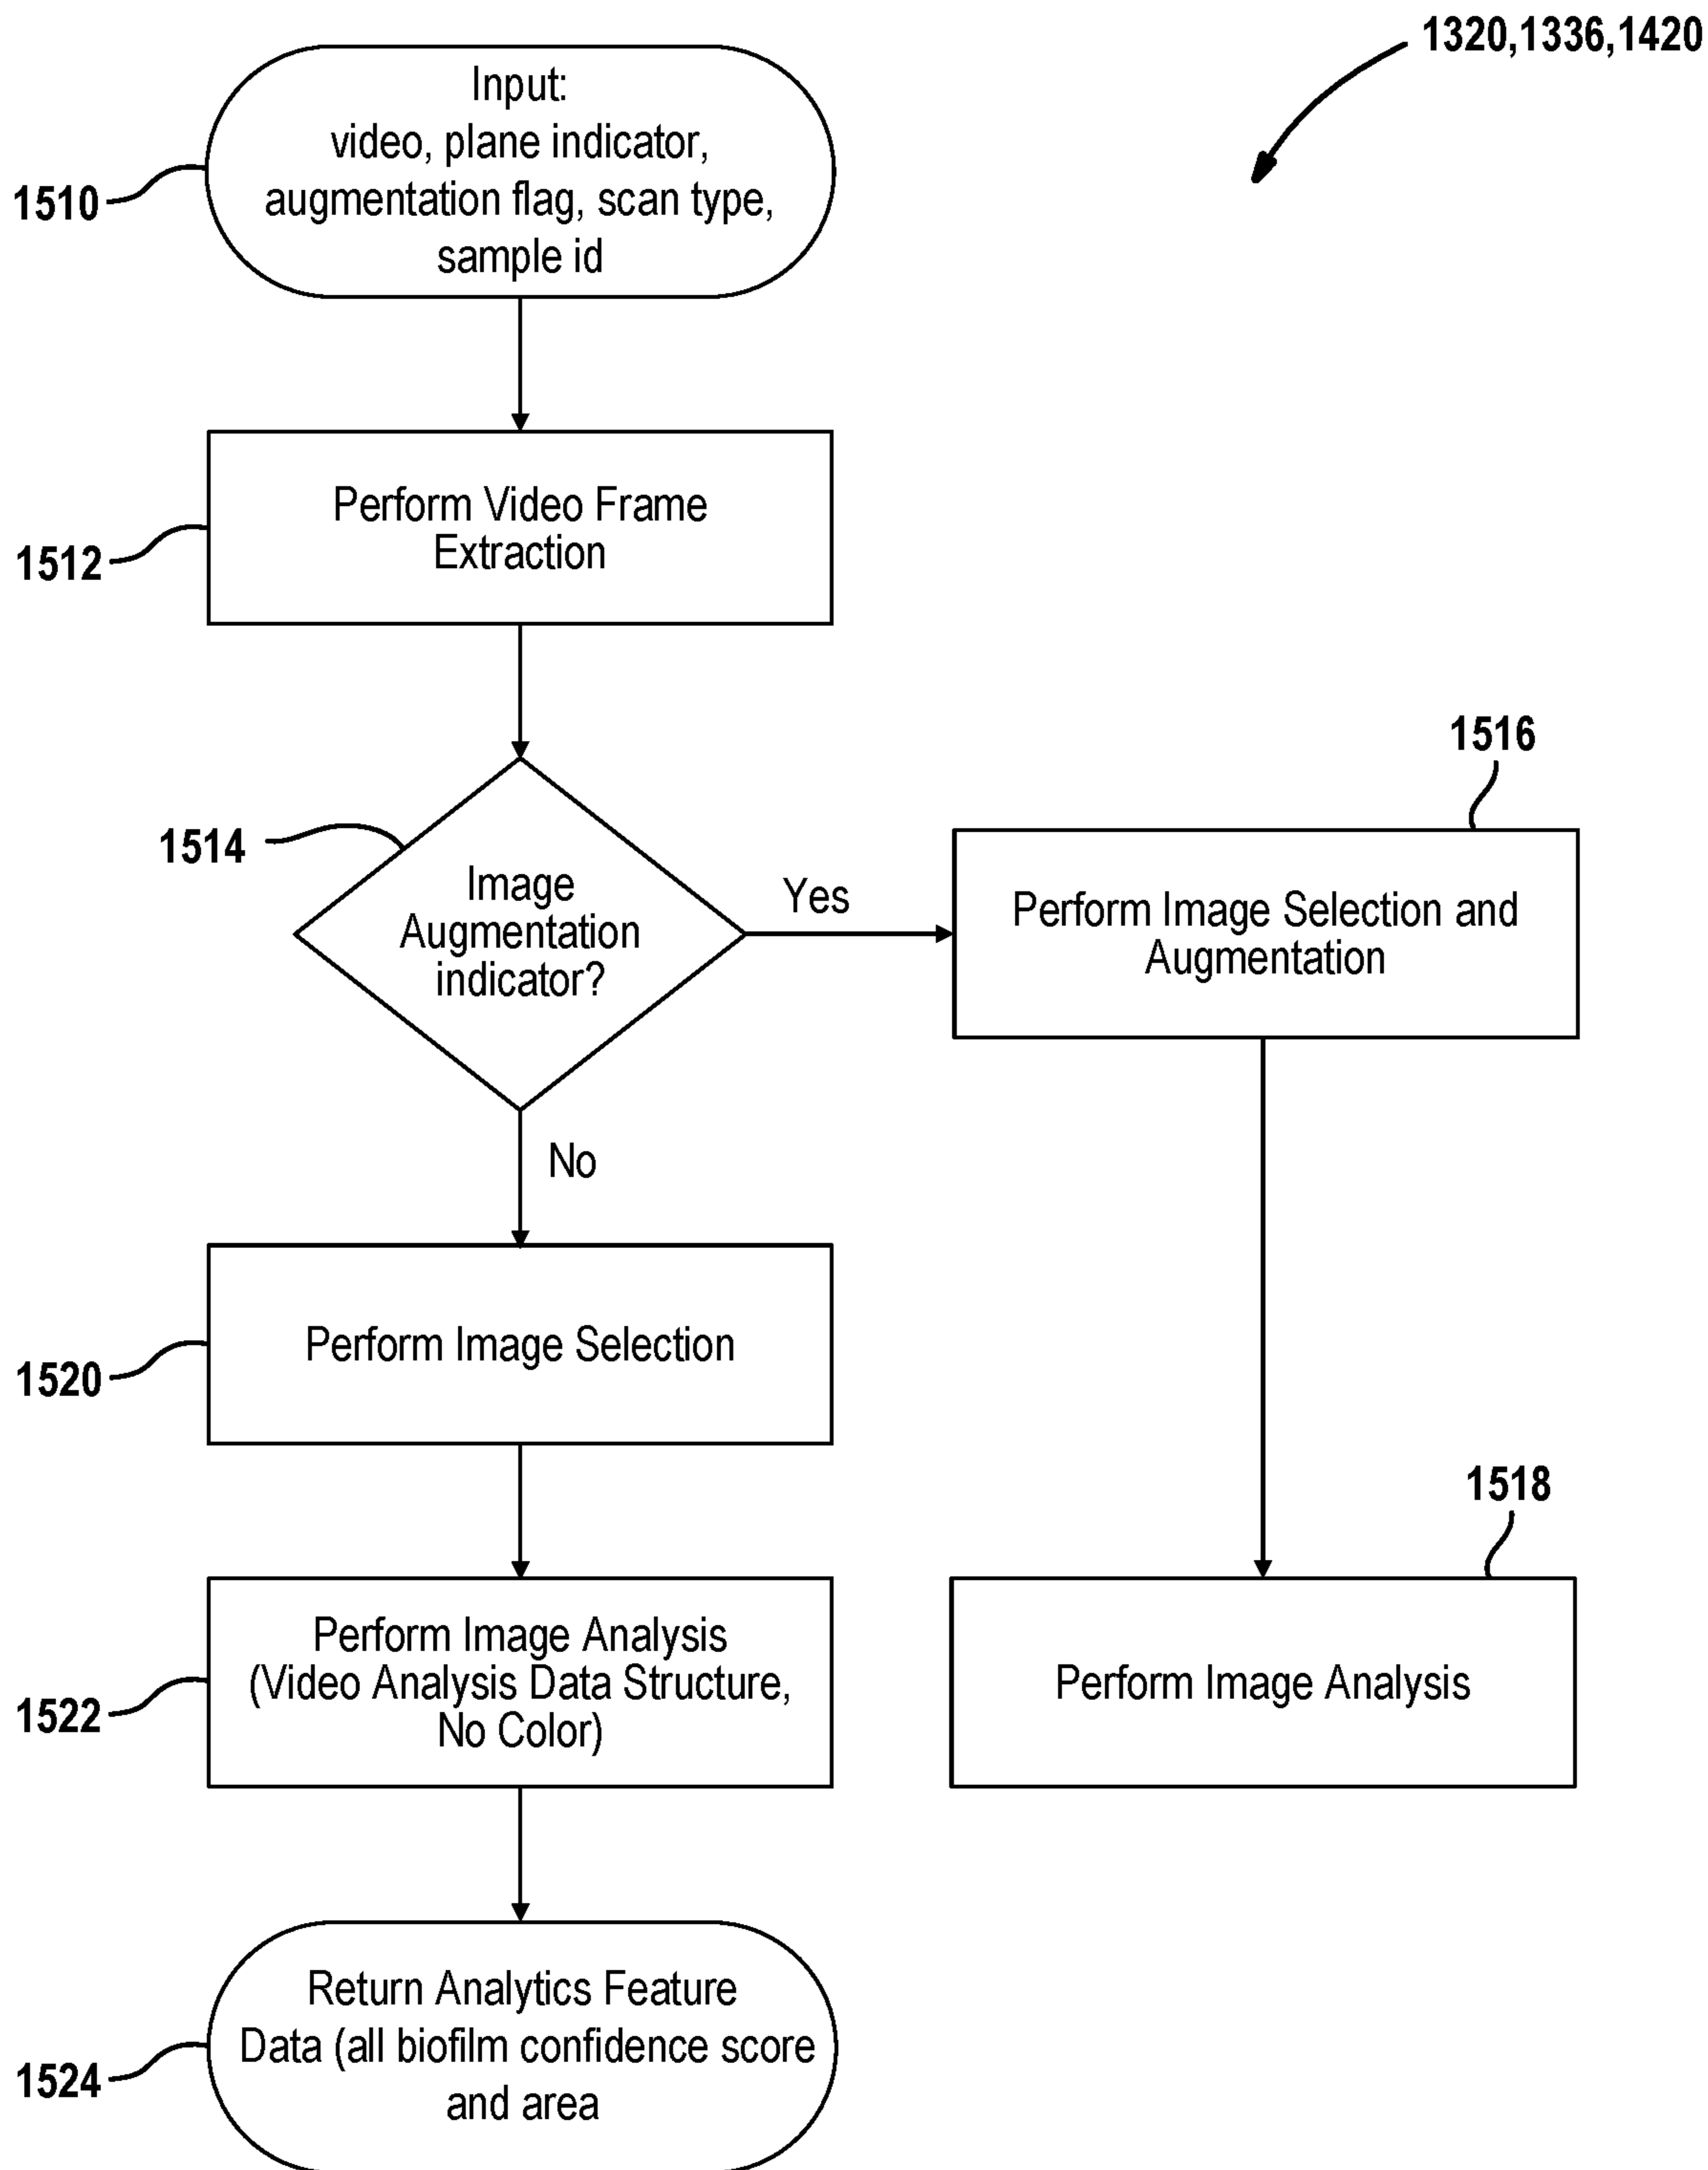 1320,1336,1420
Input:
video, plane indicator,
augmentation flag, scan type,
sample id
1510
Perform Video Frame
Extraction
1512
1514
Image
Augmentation
indicator?
Yes
1516
Perform Image Selection and
Augmentation
No
Perform Image Selection
1520
1518
Perform Image Analysis
(Video Analysis Data Structure,
No Color)
1522
Perform Image Analysis
Return Analytics Feature
Data (all biofilm confidence score
and area
1524